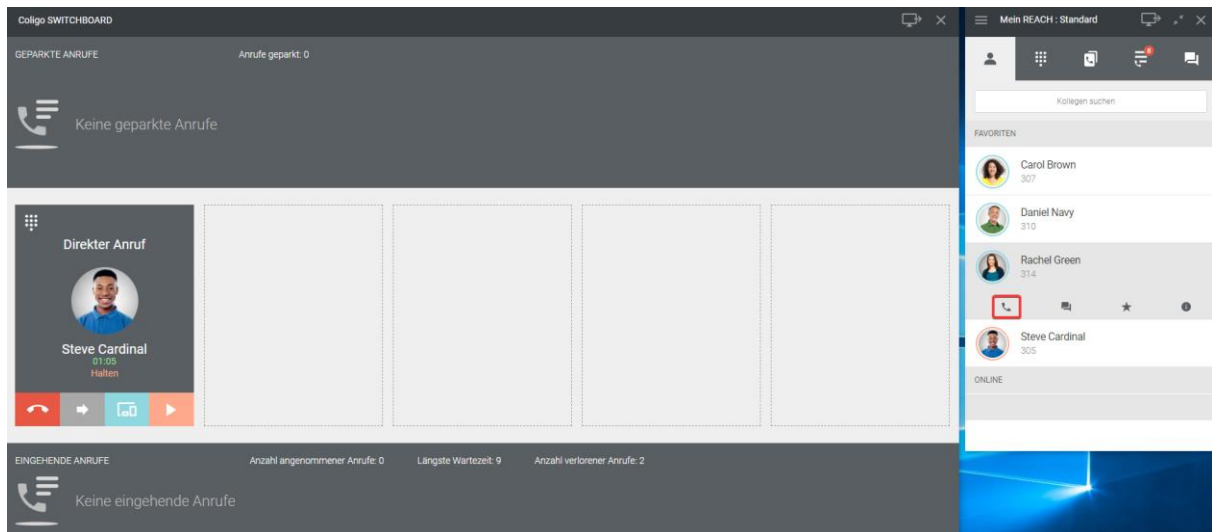 Coligo SWITCHBOARD
GEPARKTE ANRUFE Anrufe geparkt: 0
Keine geparkte Anrufe
Direkter Anruf
Steve Cardinal
01:05
Halten
EINGEHENDE ANRUFE Anzahl angenommener Anrufe: 0 Längste Wartezeit: 9 Anzahl verlorener Anrufe: 2
Keine eingehende Anrufe
Mein REACH : Standard
Kollegen suchen
FAVORITEN
Carol Brown
307
Daniel Navy
310
Rachel Green
314
Steve Cardinal
305
ONLINE